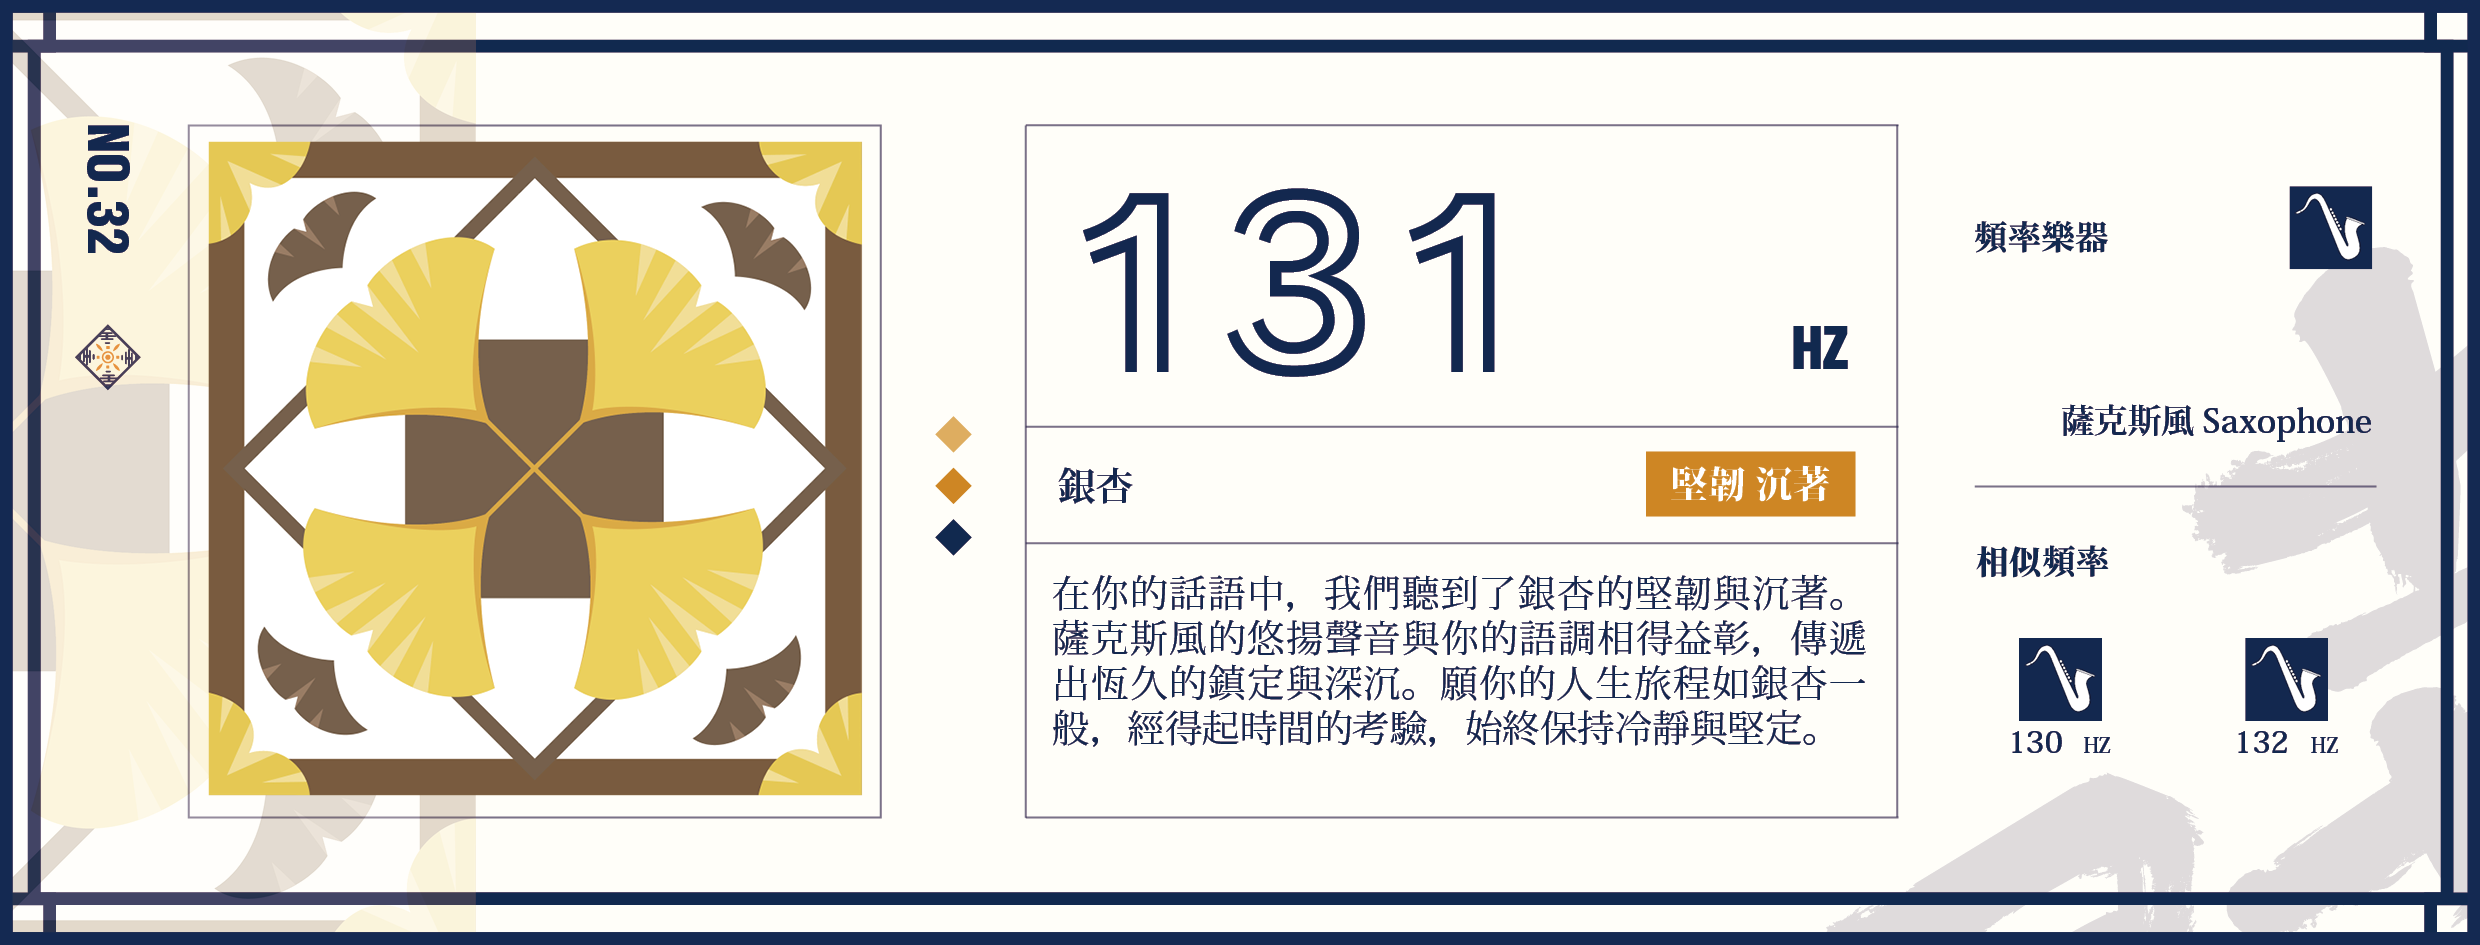 NO.32
131
HZ
銀杏
堅韌 沉著
在你的話語中，我們聽到了銀杏的堅韌與沉著。
薩克斯風的悠揚聲音與你的語調相得益彰，傳遞
出恆久的鎮定與深沉。願你的人生旅程如銀杏一
般，經得起時間的考驗，始終保持冷靜與堅定。
頻率樂器
薩克斯風 Saxophone
相似頻率
130 HZ
132 HZ